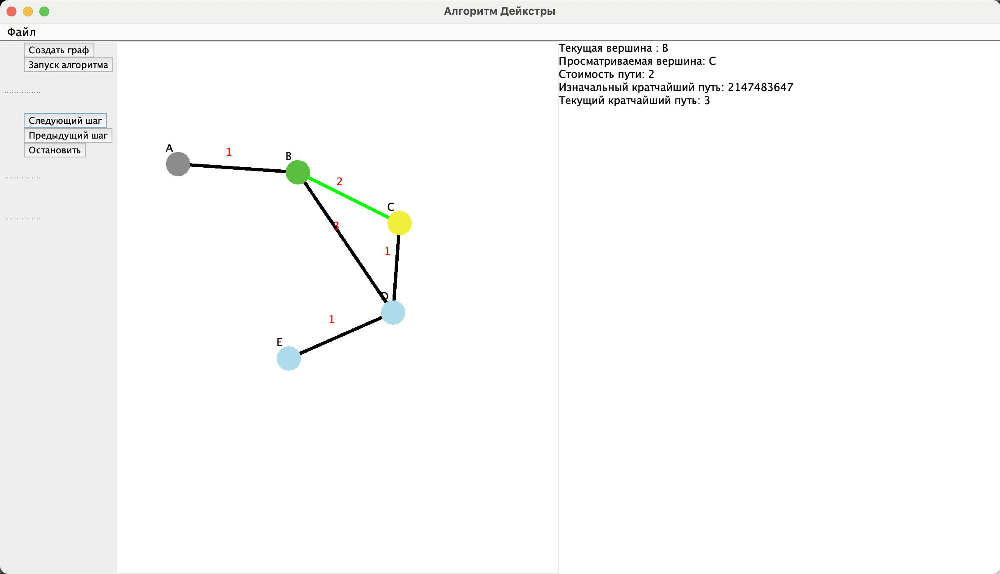 Алгоритм Дейкстры
Файл
Создать граф
Запуск алгоритма
Следующий шаг
Предыдущий шаг
Остановить
A
1
B
2
C
3
1
D
1
E
Текущая вершина : B
Просматриваемая вершина: C
Стоимость пути: 2
Изначальный кратчайший путь: 2147483647
Текущий кратчайший путь: 3